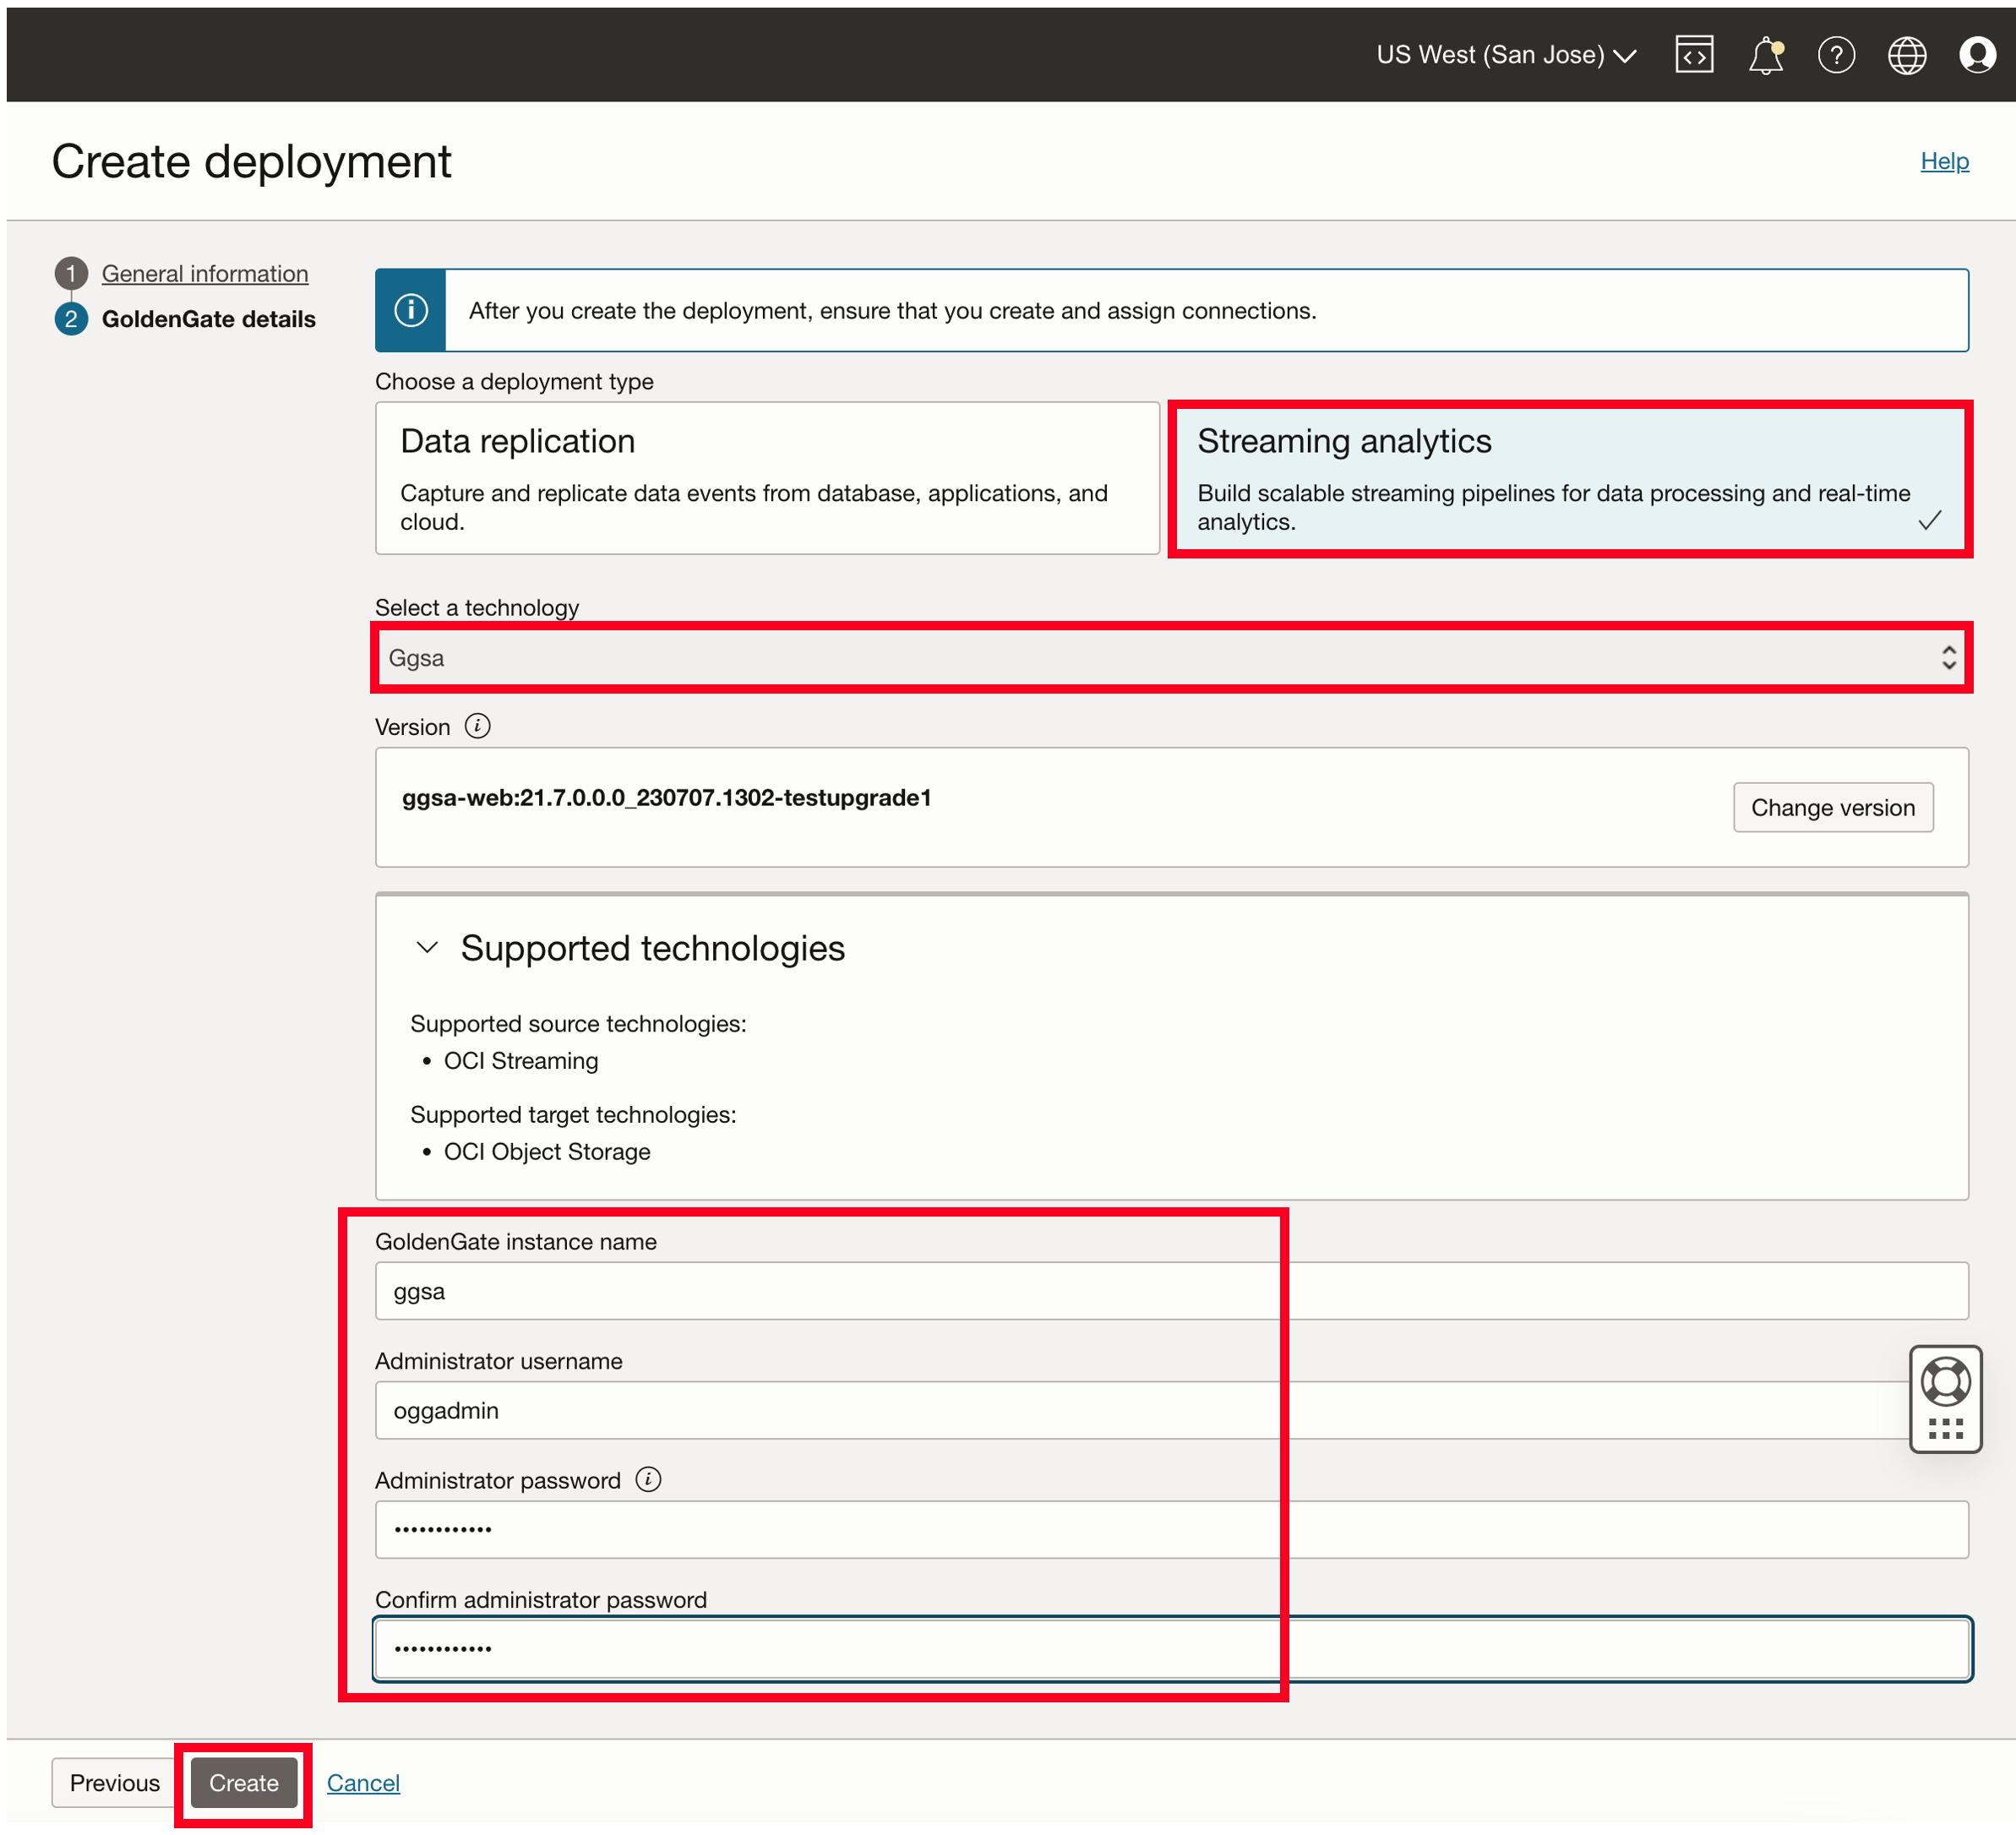 US West (San Jose)
Create deployment
Help
1 General information
2 GoldenGate details
After you create the deployment, ensure that you create and assign connections.
Choose a deployment type
Data replication
Capture and replicate data events from database, applications, and
cloud.
Streaming analytics
Build scalable streaming pipelines for data processing and real-time
analytics.
Select a technology
Ggsa
Version
ggsa-web:21.7.0.0.0_230707.1302-testupgrade1
Change version
Supported technologies
Supported source technologies:
• OCI Streaming
Supported target technologies:
• OCI Object Storage
GoldenGate instance name
ggsa
Administrator username
oggadmin
Administrator password
••••••••••••
Confirm administrator password
••••••••••••
Previous
Create
Cancel